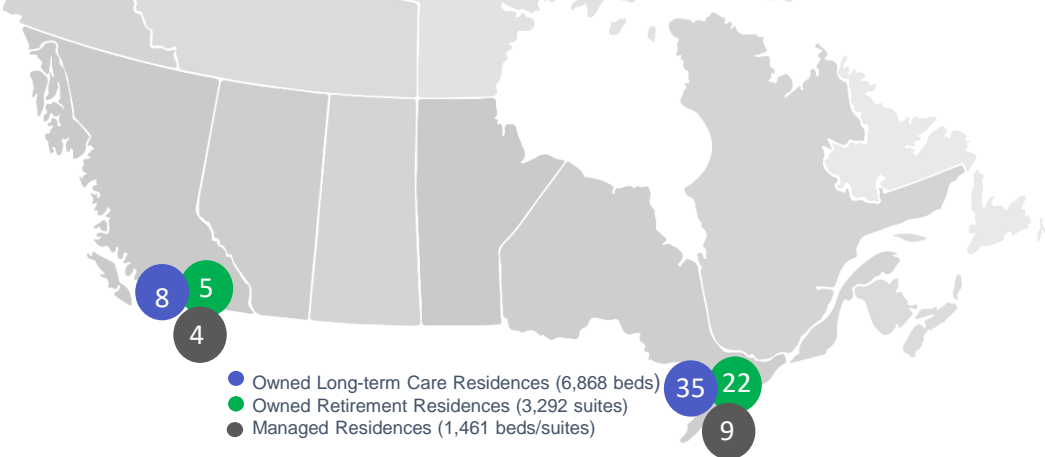 8
5
4
Owned Long-term Care Residences (6,868 beds)
Owned Retirement Residences (3,292 suites)
Managed Residences (1,461 beds/suites)
35
22
9